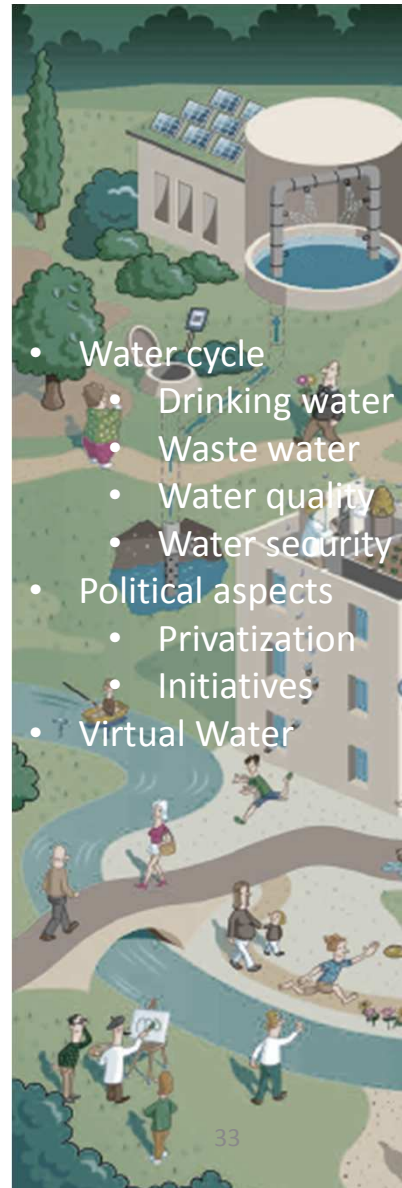 • Water cycle
• Drinking water
• Waste water
• Water quality
• Water security
• Political aspects
• Privatization
• Initiatives
• Virtual Water
33